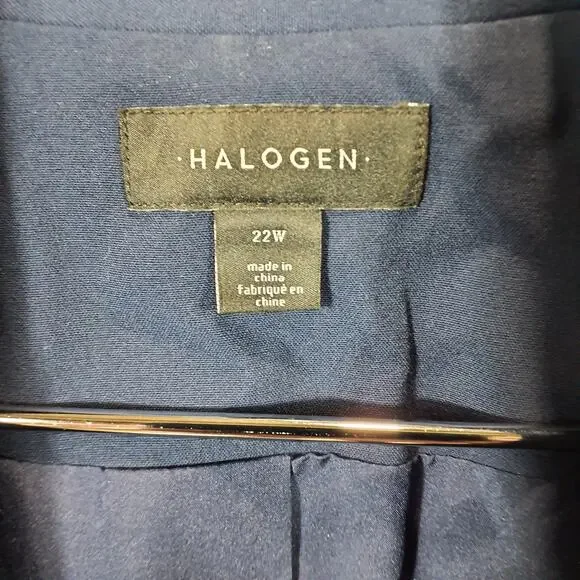 ·HALOGEN·
22W
made in
china
fabriqué en
chine